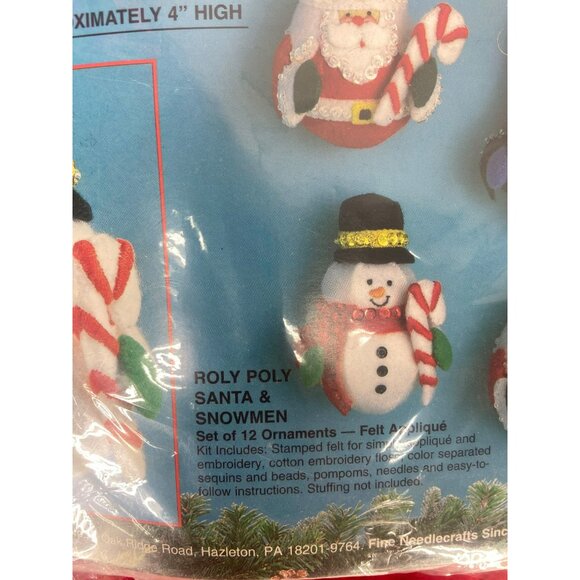 OXIMATELY 4" HIGH
ROLY POLY
SANTA &
SNOWMEN
Set of 12 Ornaments — Felt Appliqué
Kit Includes: Stamped felt for simple appliqué and
embroidery, cotton embroidery floss, color separated
sequins and beads, pompoms, needles and easy-to-
follow instructions. Stuffing not included.
Oak Ridge Road, Hazleton, PA 18201-9764. Fine Needlecrafts Sinc